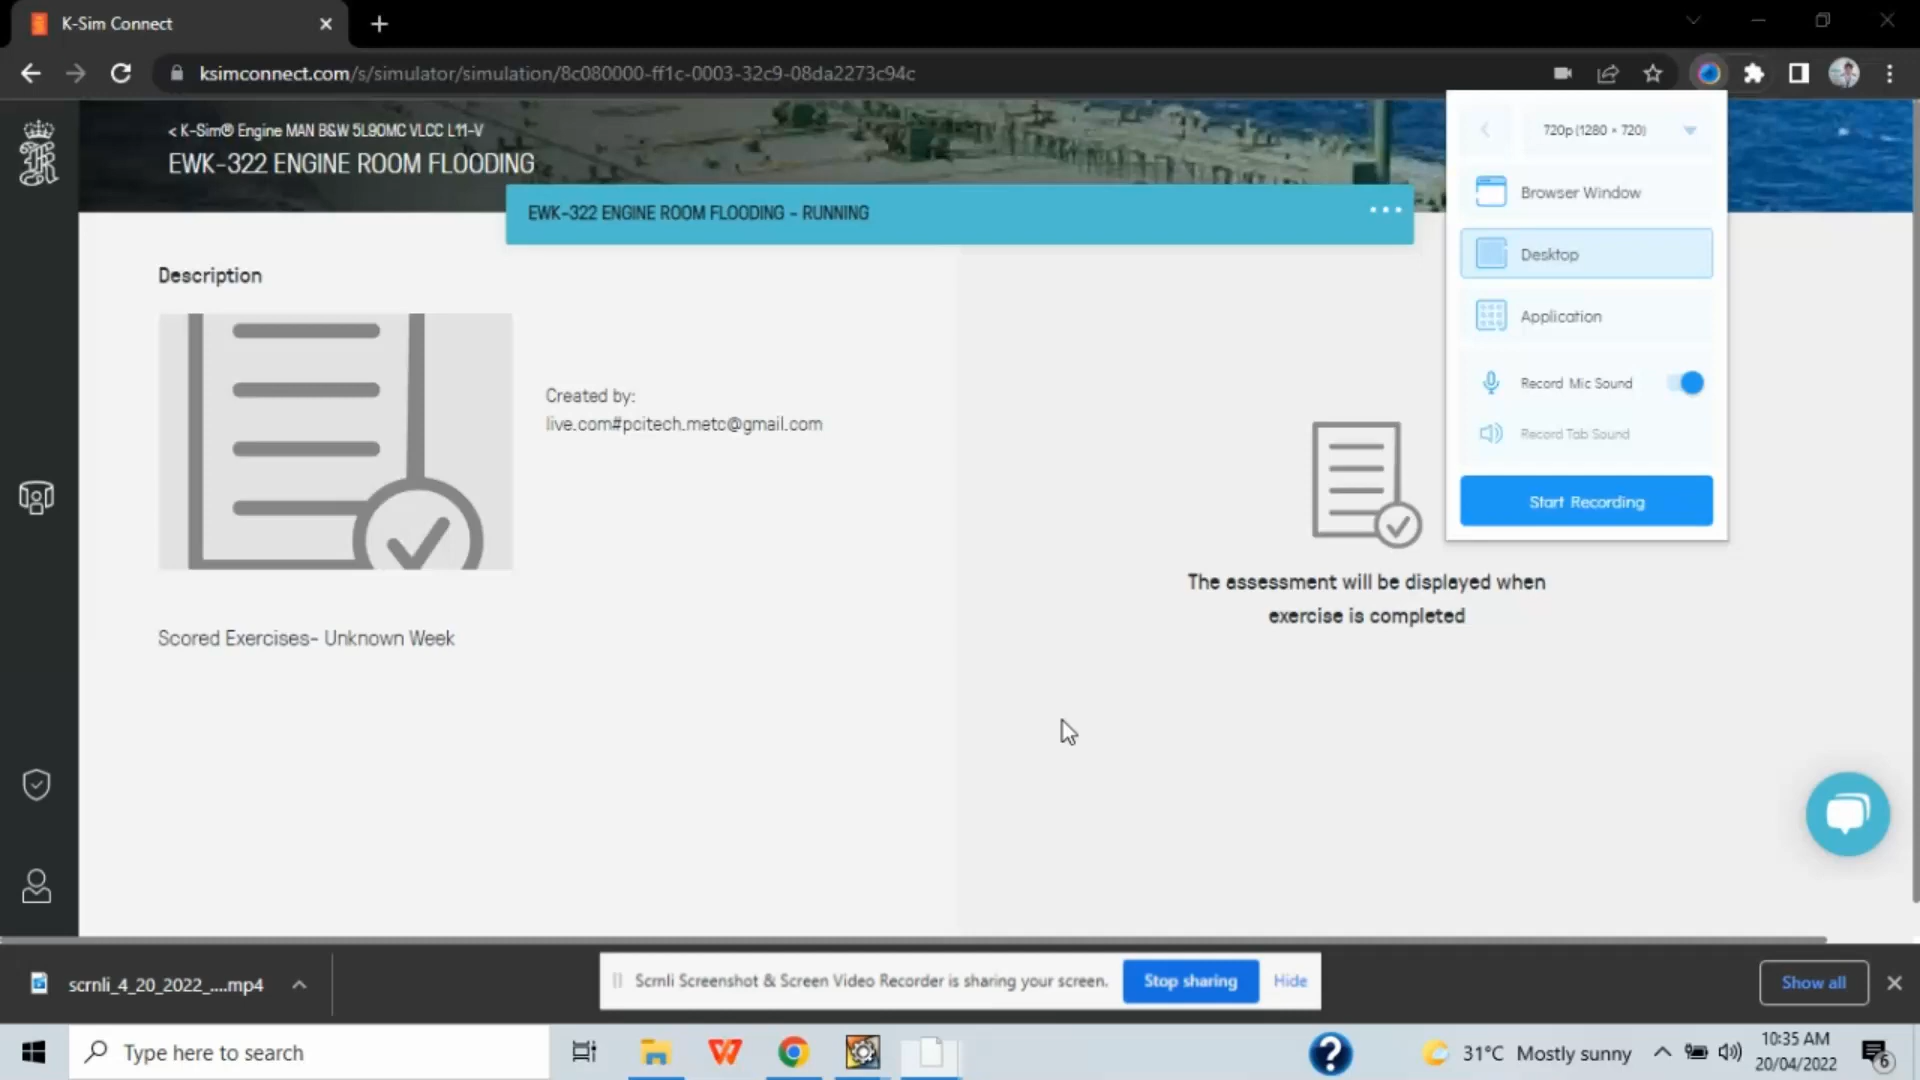 K-Sim Connect
ksimconnect.com/s/simulator/simulation/8c080000-ff1c-0003-32c9-08da2273c94c
< K-Sim® Engine MAN B&W 5L90MC VLCC L11-V
EWK-322 ENGINE ROOM FLOODING
EWK-322 ENGINE ROOM FLOODING - RUNNING
Description
Created by:
live.com#pcitech.metc@gmail.com
Scored Exercises- Unknown Week
The assessment will be displayed when
exercise is completed
720p (1280 × 720)
Browser Window
Desktop
Application
Record Mic Sound
Record Tab Sound
Start Recording
scrnli_4_20_2022_....mp4
Scrnli Screenshot & Screen Video Recorder is sharing your screen.
Stop sharing
Hide
Show all
Type here to search
31°C Mostly sunny
10:35 AM
20/04/2022
6